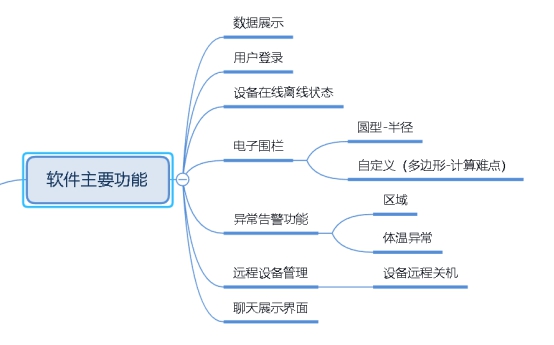 软件主要功能
数据展示
用户登录
设备在线离线状态
电子围栏
圆型-半径
自定义（多边形-计算难点）
异常告警功能
区域
体温异常
远程设备管理
设备远程关机
聊天展示界面